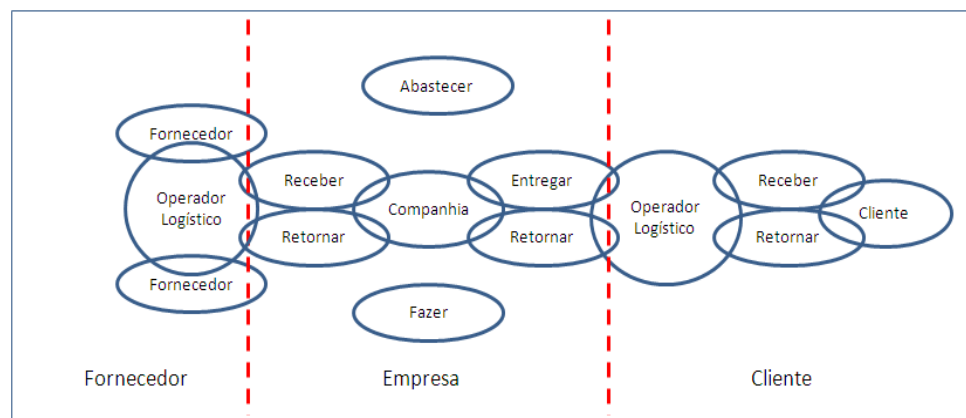 Abastecer
Fornecedor
Receber
Entregar
Receber
Operador
Logístico
Companhia
Operador
Logístico
Cliente
Retornar
Retornar
Retornar
Fornecedor
Fazer
Fornecedor
Empresa
Cliente